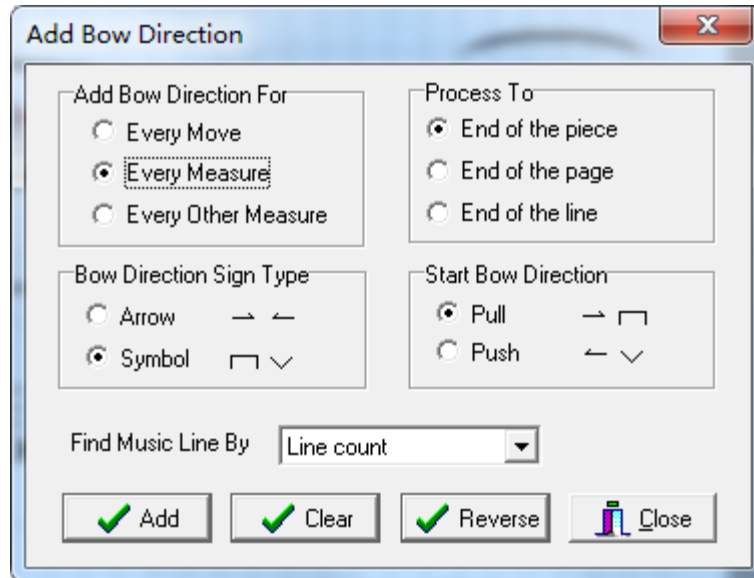 Add Bow Direction
Add Bow Direction For
Every Move
Every Measure
Every Other Measure
Process To
End of the piece
End of the page
End of the line
Bow Direction Sign Type
Arrow
Symbol
Start Bow Direction
Pull
Push
Find Music Line By Line count
Add Clear Reverse Close